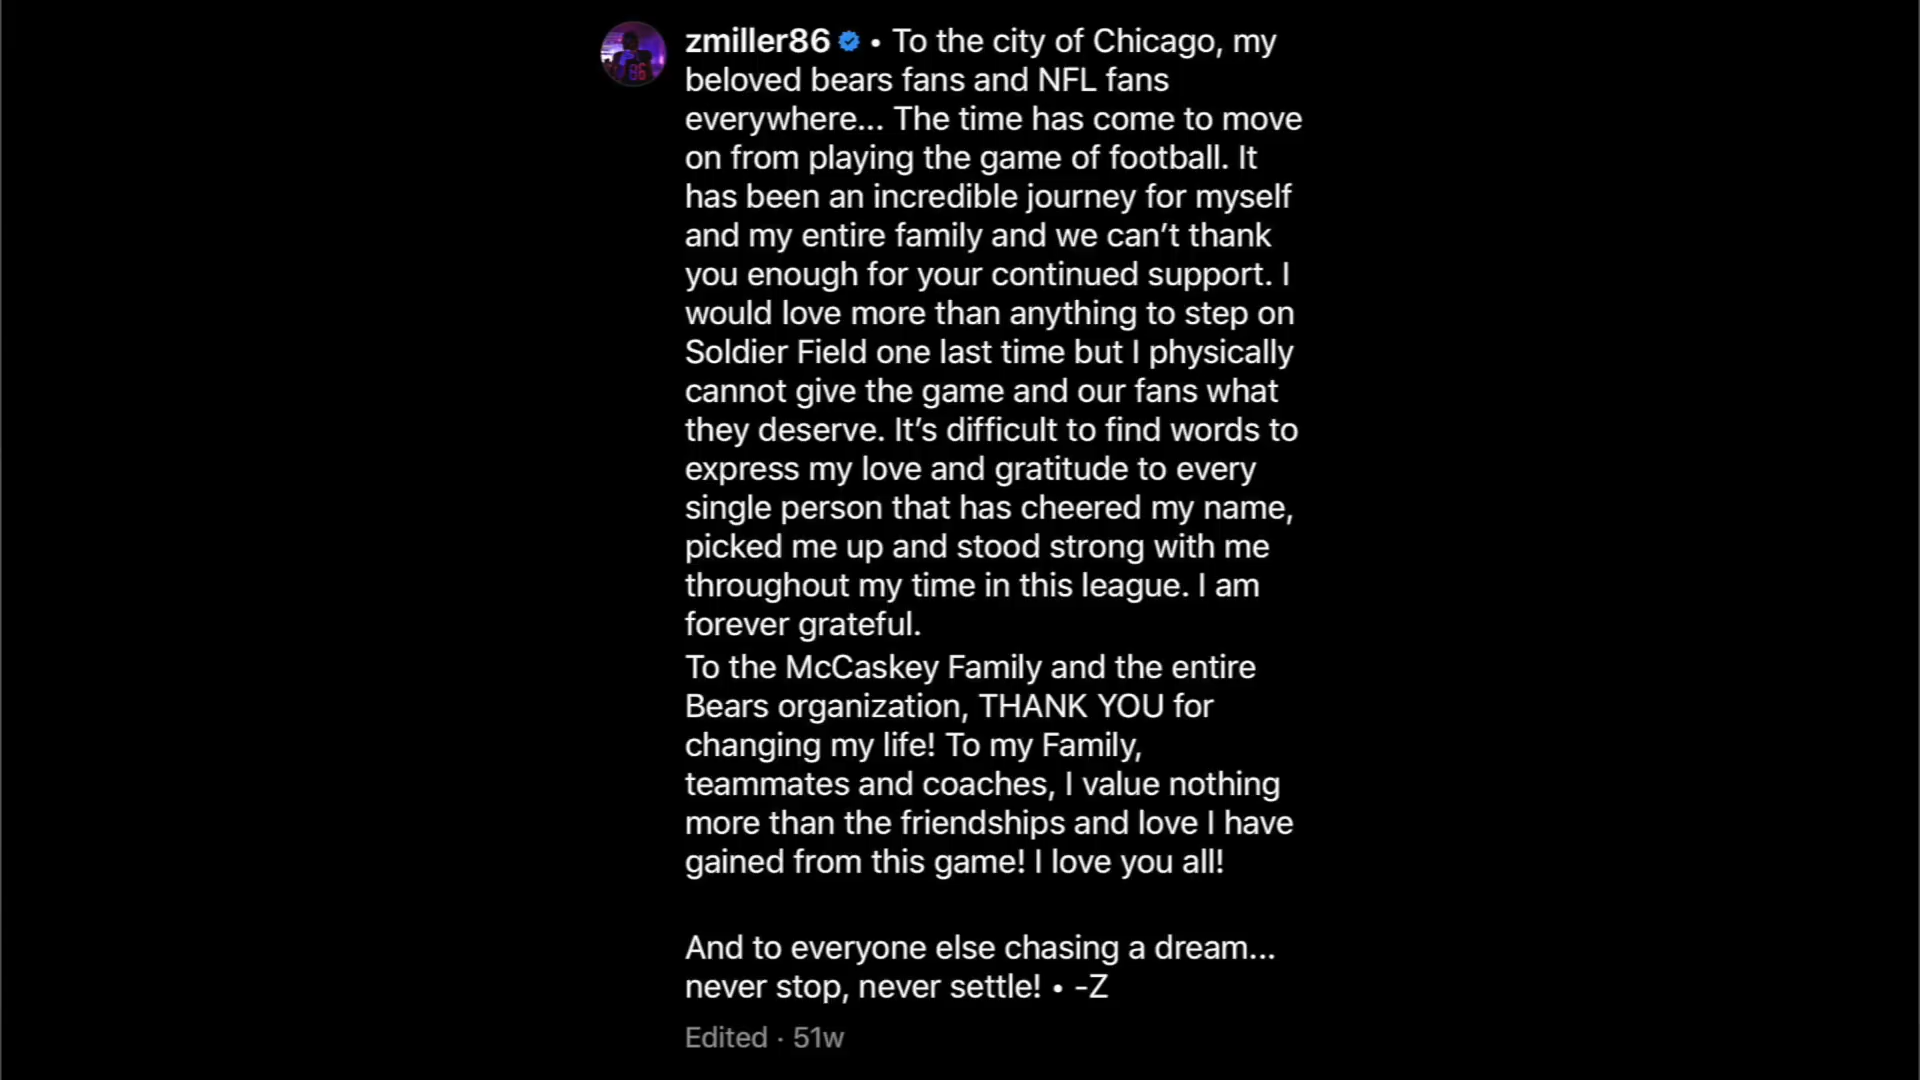 zmiller86 • To the city of Chicago, my
beloved bears fans and NFL fans
everywhere... The time has come to move
on from playing the game of football. It
has been an incredible journey for myself
and my entire family and we can’t thank
you enough for your continued support. I
would love more than anything to step on
Soldier Field one last time but I physically
cannot give the game and our fans what
they deserve. It’s difficult to find words to
express my love and gratitude to every
single person that has cheered my name,
picked me up and stood strong with me
throughout my time in this league. I am
forever grateful.
To the McCaskey Family and the entire
Bears organization, THANK YOU for
changing my life! To my Family,
teammates and coaches, I value nothing
more than the friendships and love I have
gained from this game! I love you all!
And to everyone else chasing a dream...
never stop, never settle! • -Z
Edited · 51w
86